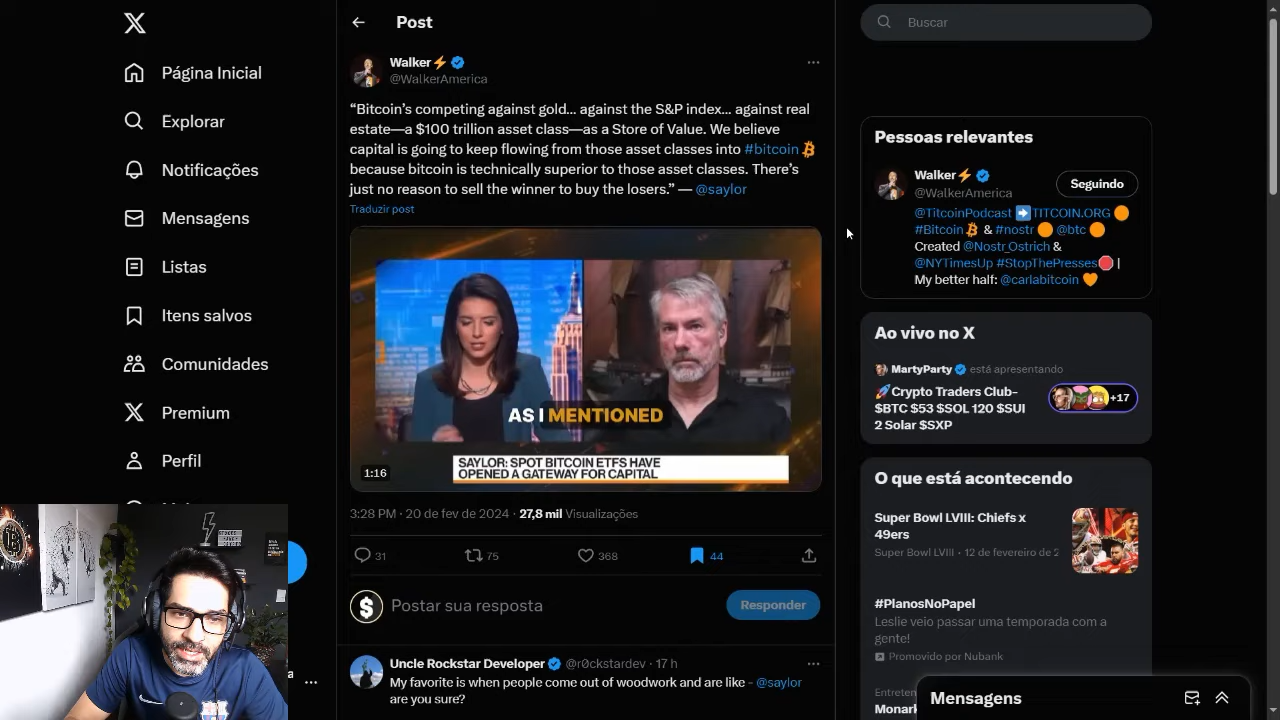 Post
Buscar
Página Inicial
Explorar
Notificações
Mensagens
Listas
Itens salvos
Comunidades
Premium
Perfil
Walker⚡
@WalkerAmerica
“Bitcoin’s competing against gold… against the S&P index… against real
estate—a $100 trillion asset class—as a Store of Value. We believe
capital is going to keep flowing from those asset classes into #bitcoin
because bitcoin is technically superior to those asset classes. There’s
just no reason to sell the winner to buy the losers.” — @saylor
Traduzir post
AS I MENTIONED
SAYLOR: SPOT BITCOIN ETFS HAVE
OPENED A GATEWAY FOR CAPITAL
1:16
3:28 PM · 20 de fev de 2024 · 27,8 mil Visualizações
31 75 368 44
Postar sua resposta
Responder
Uncle Rockstar Developer @r0ckstardev · 17 h
My favorite is when people come out of woodwork and are like - @saylor
are you sure?
Pessoas relevantes
Walker⚡
@WalkerAmerica
Seguindo
@TitcoinPodcast ➡️TITCOIN.ORG 🟠
#Bitcoin & #nostr 🟠 @btc 🟠
Created @Nostr_Ostrich &
@NYTimesUp #StopThePresses🛑 |
My better half: @carlabitcoin 🧡
Ao vivo no X
MartyParty está apresentando
🚀Crypto Traders Club-
$BTC $53 $SOL 120 $SUI
2 Solar $SXP
+17
O que está acontecendo
Super Bowl LVIII: Chiefs x
49ers
Super Bowl LVIII · 12 de fevereiro de 2
#PlanosNoPapel
Leslie veio passar uma temporada com a
gente!
Promovido por Nubank
Entreten
Monark
Mensagens